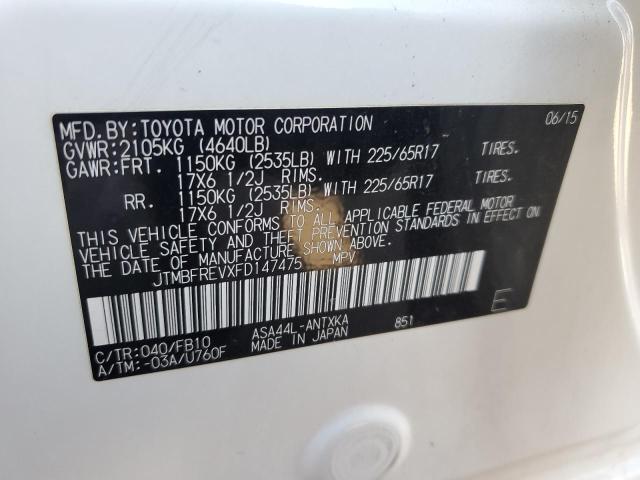 MFD.BY:TOYOTA MOTOR CORPORATION 06/15
GVWR:2105KG (4640LB)
GAWR:FRT. 1150KG (2535LB) WITH 225/65R17 TIRES.
17X6 1/2J RIMS.
RR. 1150KG (2535LB) WITH 225/65R17 TIRES.
17X6 1/2J RIMS.
THIS VEHICLE CONFORMS TO ALL APPLICABLE FEDERAL MOTOR
VEHICLE SAFETY AND THEFT PREVENTION STANDARDS IN EFFECT ON
THE DATE OF MANUFACTURE SHOWN ABOVE.
JTMBFREVXFD147475 MPV
E
C/TR:040/FB10 ASA44L-ANTXKA 851
A/TM:-03A/U760F MADE IN JAPAN